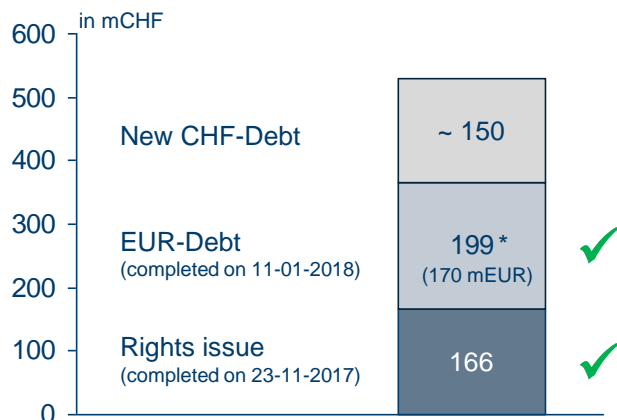 in mCHF
600
500
400
300
200
100
0
New CHF-Debt
~ 150
EUR-Debt
(completed on 11-01-2018)
199 *
(170 mEUR)
Rights issue
(completed on 23-11-2017)
166